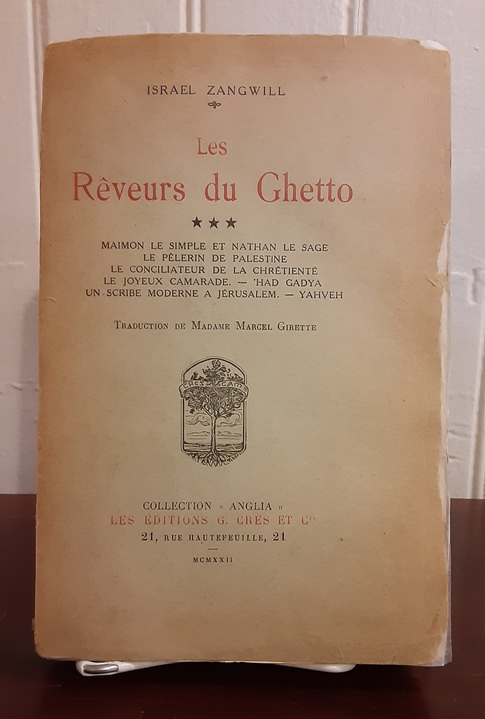 ISRAEL ZANGWILL
Les
Rêveurs du Ghetto
★★★
MAIMON LE SIMPLE ET NATHAN LE SAGE
LE PÈLERIN DE PALESTINE
LE CONCILIATEUR DE LA CHRÉTIENTÉ
LE JOYEUX CAMARADE. — 'HAD GADYA
UN SCRIBE MODERNE A JÉRUSALEM. — YAHVEH
TRADUCTION DE MADAME MARCEL GIRETTE
COLLECTION « ANGLIA »
LES ÉDITIONS G. CRÈS ET Cie
21, RUE HAUTEFEUILLE, 21
MCMXXII